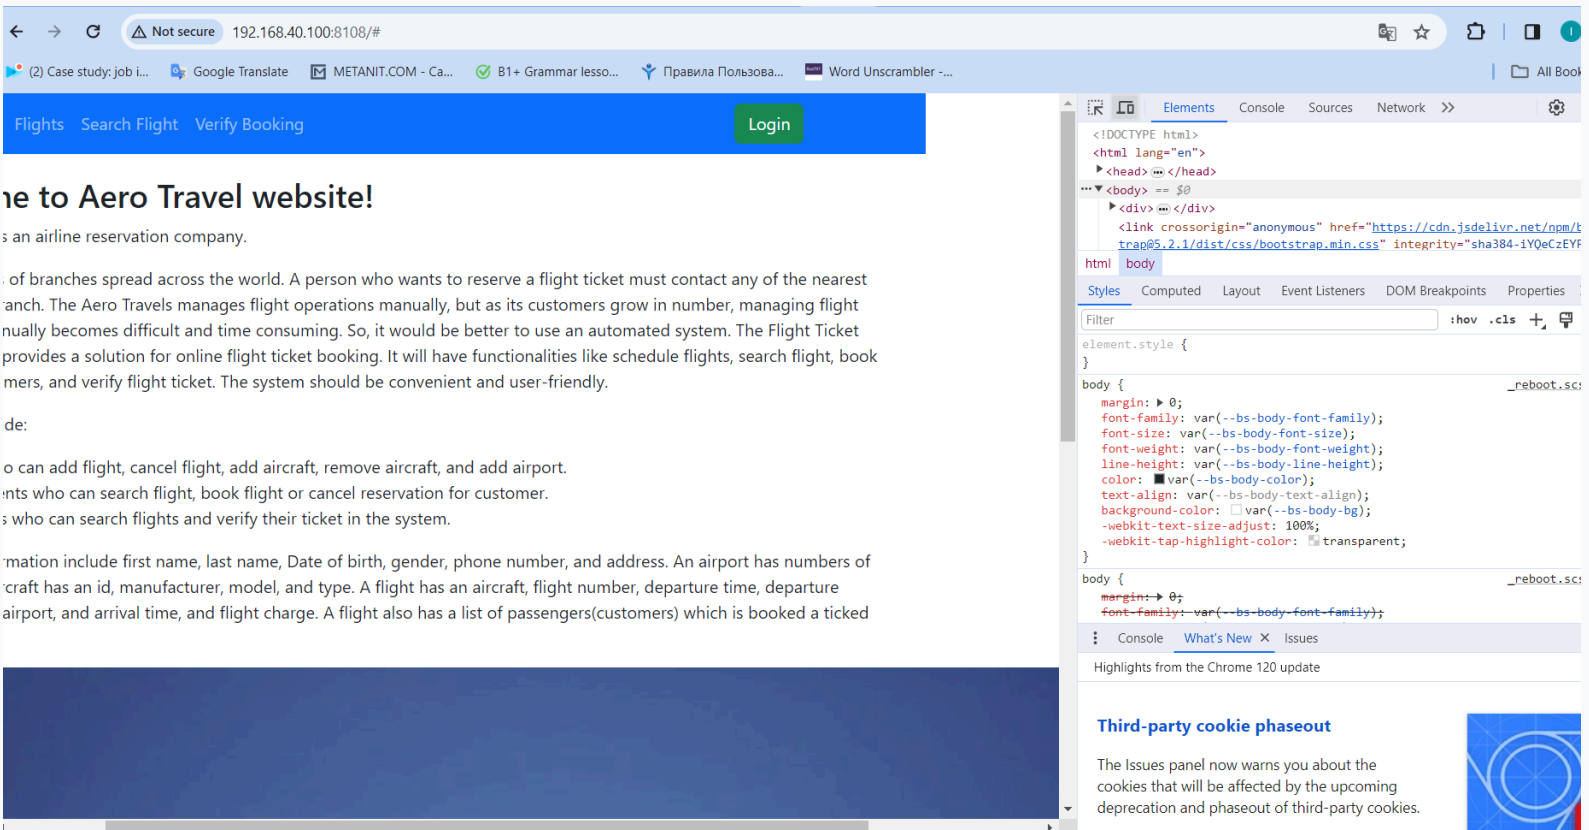 Not secure 192.168.40.100:8108/#
(2) Case study: job i... Google Translate METANIT.COM - Ca... B1+ Grammar lesso... Правила Пользова... Word Unscrambler -... All Book
Flights Search Flight Verify Booking Login
ne to Aero Travel website!
s an airline reservation company.
of branches spread across the world. A person who wants to reserve a flight ticket must contact any of the nearest
ranch. The Aero Travels manages flight operations manually, but as its customers grow in number, managing flight
nually becomes difficult and time consuming. So, it would be better to use an automated system. The Flight Ticket
provides a solution for online flight ticket booking. It will have functionalities like schedule flights, search flight, book
mers, and verify flight ticket. The system should be convenient and user-friendly.
de:
o can add flight, cancel flight, add aircraft, remove aircraft, and add airport.
ents who can search flight, book flight or cancel reservation for customer.
s who can search flights and verify their ticket in the system.
rmation include first name, last name, Date of birth, gender, phone number, and address. An airport has numbers of
rcraft has an id, manufacturer, model, and type. A flight has an aircraft, flight number, departure time, departure
airport, and arrival time, and flight charge. A flight also has a list of passengers(customers) which is booked a ticked
Elements Console Sources Network
<!DOCTYPE html>
<html lang="en">
<head> ••• </head>
••• <body> == $0
<div> ••• </div>
<link crossorigin="anonymous" href="https://cdn.jsdelivr.net/npm/b
trap@5.2.1/dist/css/bootstrap.min.css" integrity="sha384-iYQeCzEYF
html body
Styles Computed Layout Event Listeners DOM Breakpoints Properties
Filter :hov .cls
element.style {
}
body { _reboot.scs
margin: 0;
font-family: var(--bs-body-font-family);
font-size: var(--bs-body-font-size);
font-weight: var(--bs-body-font-weight);
line-height: var(--bs-body-line-height);
color: var(--bs-body-color);
text-align: var(--bs-body-text-align);
background-color: var(--bs-body-bg);
-webkit-text-size-adjust: 100%;
-webkit-tap-highlight-color: transparent;
}
body { _reboot.scs
margin: 0;
font-family: var(--bs-body-font-family);
Console What's New Issues
Highlights from the Chrome 120 update
Third-party cookie phaseout
The Issues panel now warns you about the
cookies that will be affected by the upcoming
deprecation and phaseout of third-party cookies.